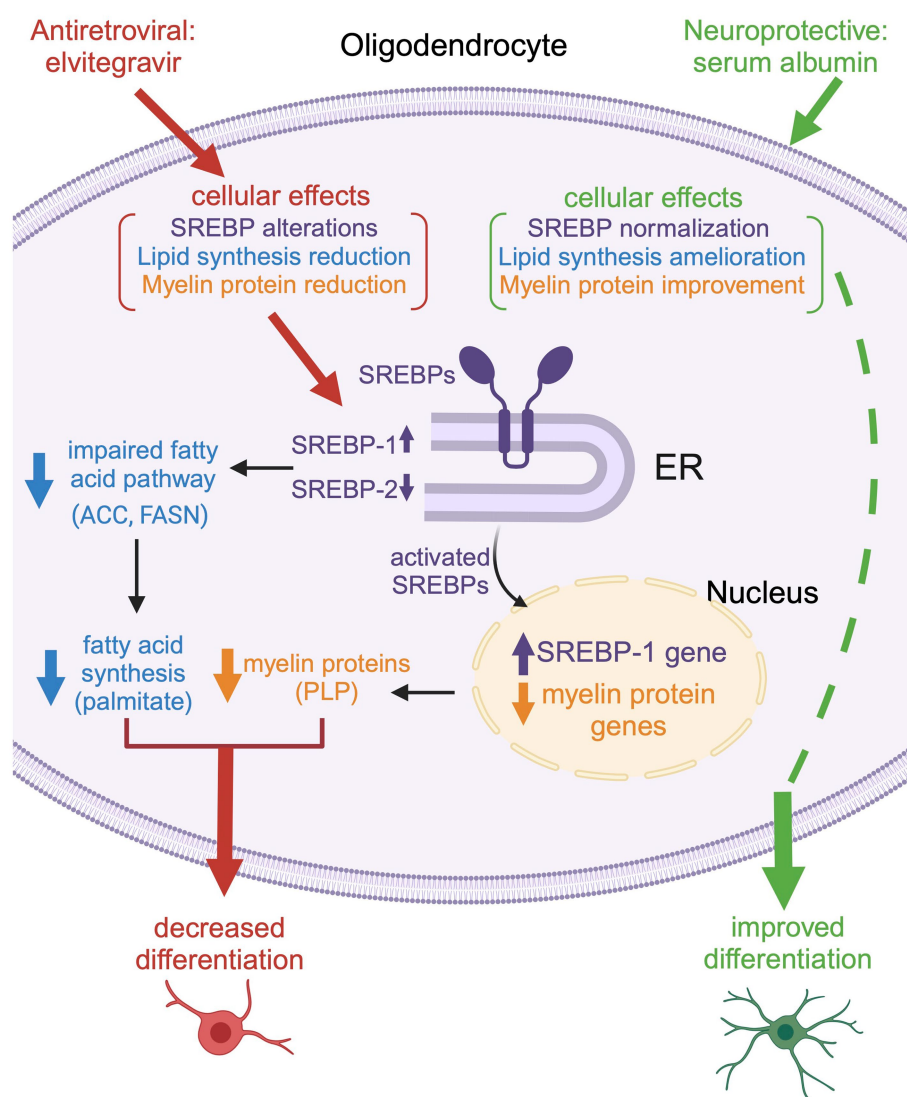 Antiretroviral:
elvitegravir
Oligodendrocyte
Neuroprotective:
serum albumin
cellular effects
SREBP alterations
Lipid synthesis reduction
Myelin protein reduction
cellular effects
SREBP normalization
Lipid synthesis amelioration
Myelin protein improvement
SREBPs
SREBP-1
SREBP-2
ER
impaired fatty
acid pathway
(ACC, FASN)
activated
SREBPs
Nucleus
SREBP-1 gene
myelin protein
genes
fatty acid
synthesis
(palmitate)
myelin proteins
(PLP)
decreased
differentiation
improved
differentiation